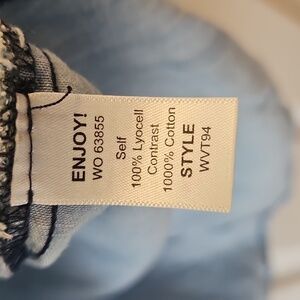 ENJOY!
WO 63855
Self
100% Lyocell
Contrast
1000% Cotton
STYLE
WVT94